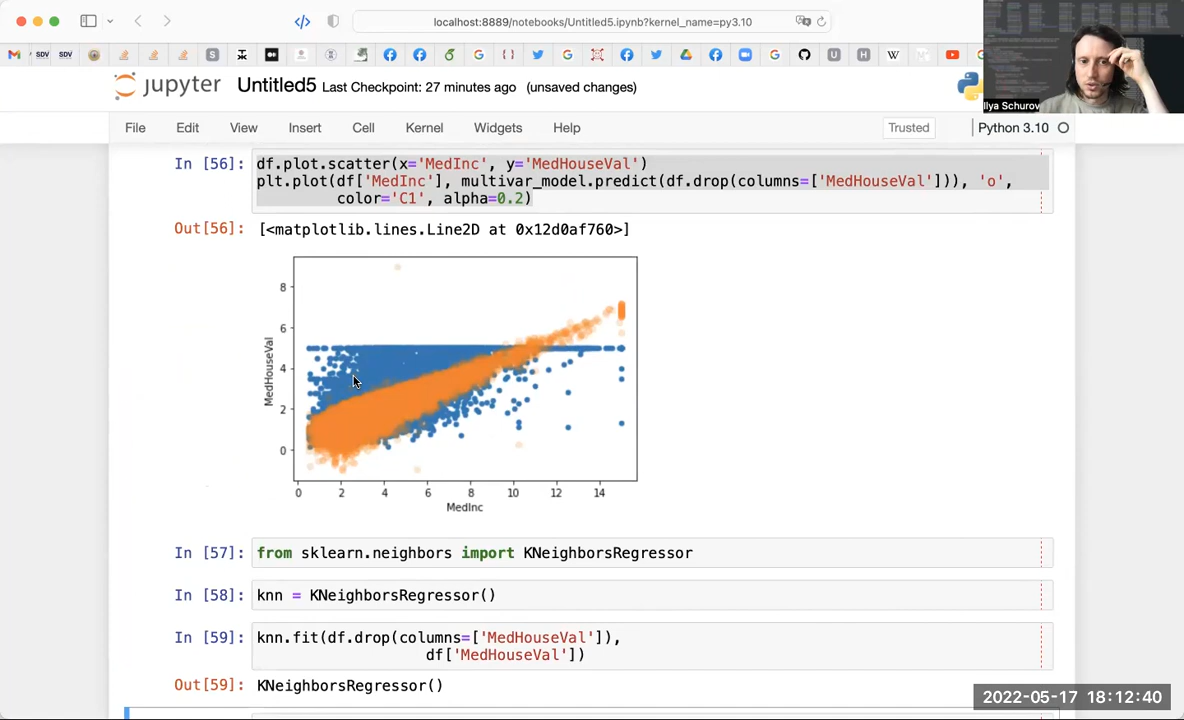 localhost:8889/notebooks/Untitled5.ipynb?kernel_name=py3.10
SDV SDV
jupyter Untitled5 Last Checkpoint: 27 minutes ago (unsaved changes)
Ilya Schurov
File Edit View Insert Cell Kernel Widgets Help Trusted Python 3.10
In [56]: df.plot.scatter(x='MedInc', y='MedHouseVal')
plt.plot(df['MedInc'], multivar_model.predict(df.drop(columns=['MedHouseVal'])), 'o',
color='C1', alpha=0.2)
Out[56]: [<matplotlib.lines.Line2D at 0x12d0af760>]
8
6
4
2
0
MedHouseVal
0 2 4 6 8 10 12 14
MedInc
In [57]: from sklearn.neighbors import KNeighborsRegressor
In [58]: knn = KNeighborsRegressor()
In [59]: knn.fit(df.drop(columns=['MedHouseVal']),
df['MedHouseVal'])
Out[59]: KNeighborsRegressor()
2022-05-17 18:12:40